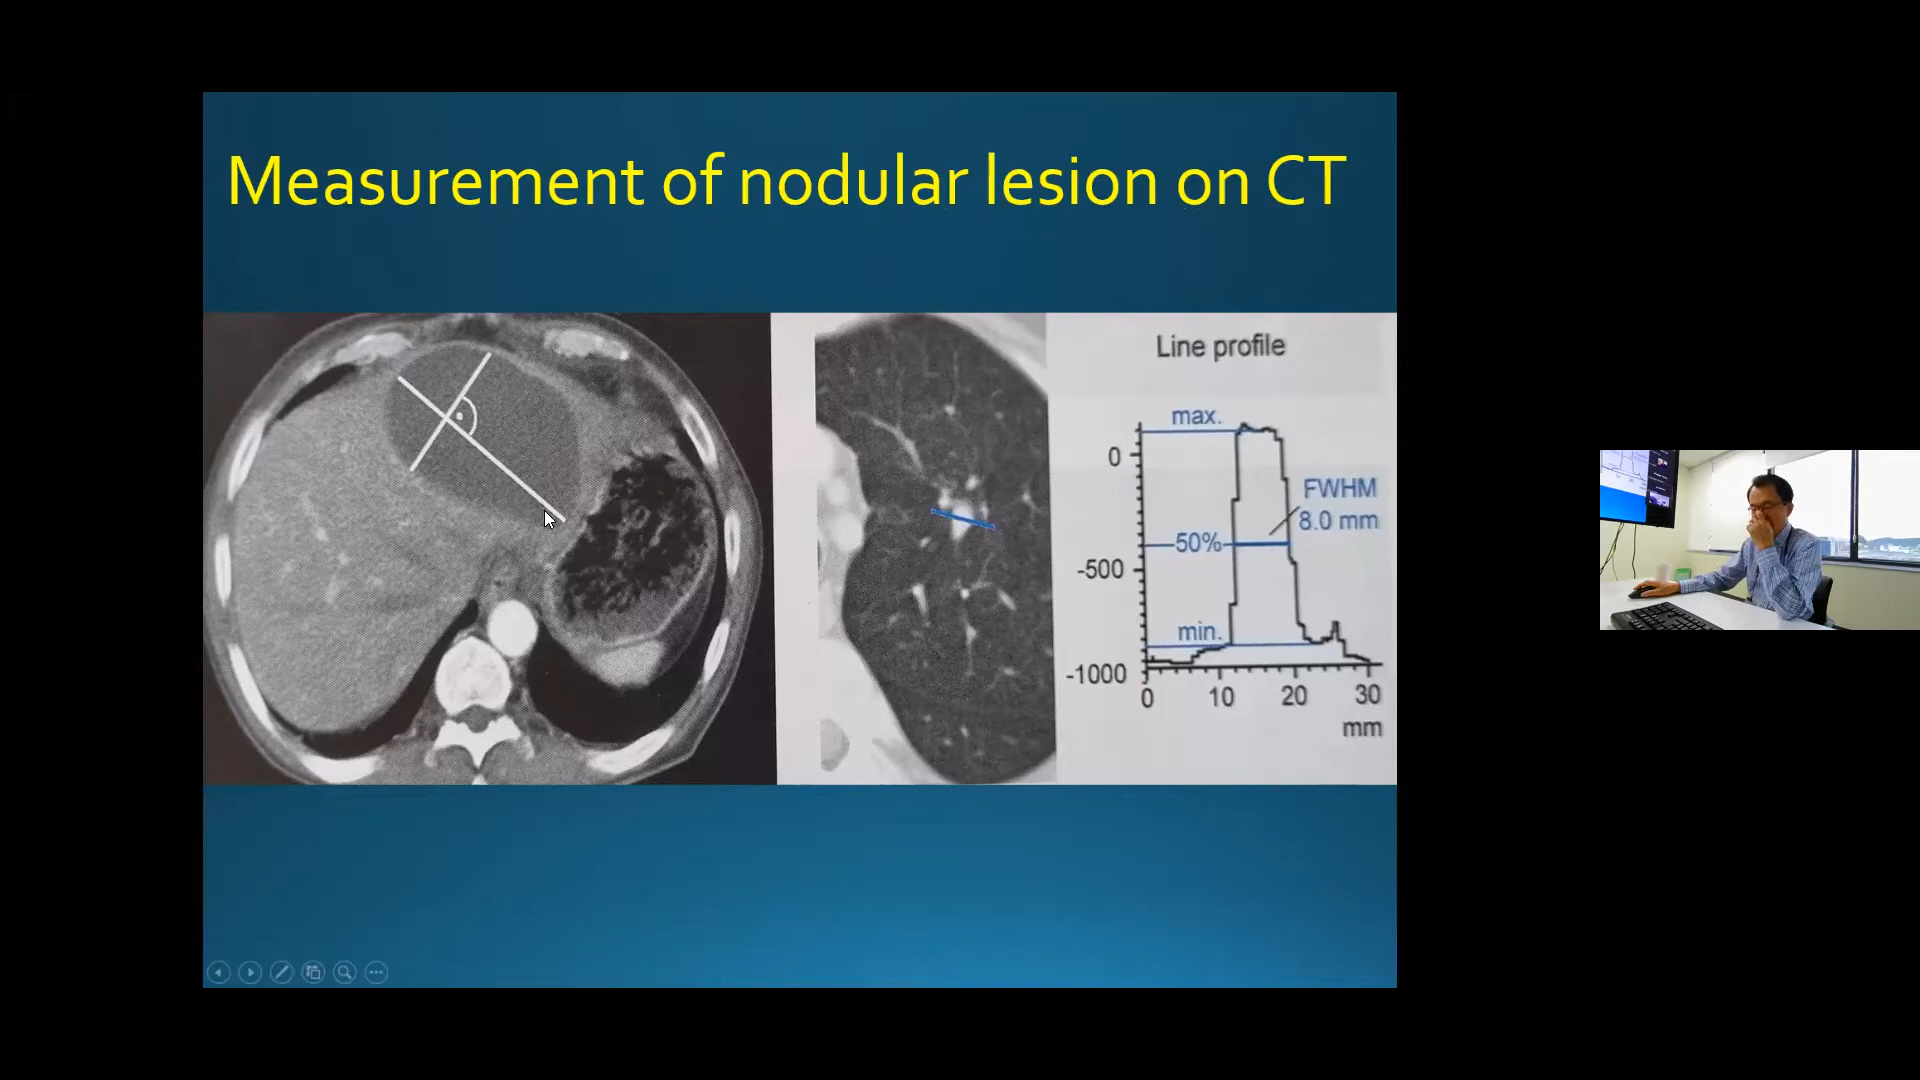 Measurement of nodular lesion on CT
Line profile
max.
0
FWHM
8.0 mm
50%
-500
min.
-1000
0 10 20 30
mm